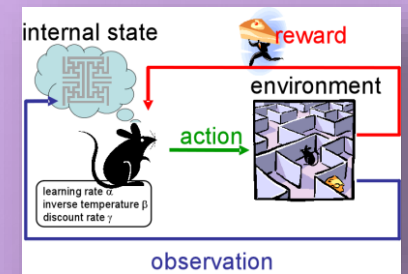 internal state
reward
environment
action
learning rate α
inverse temperature β
discount rate γ
observation